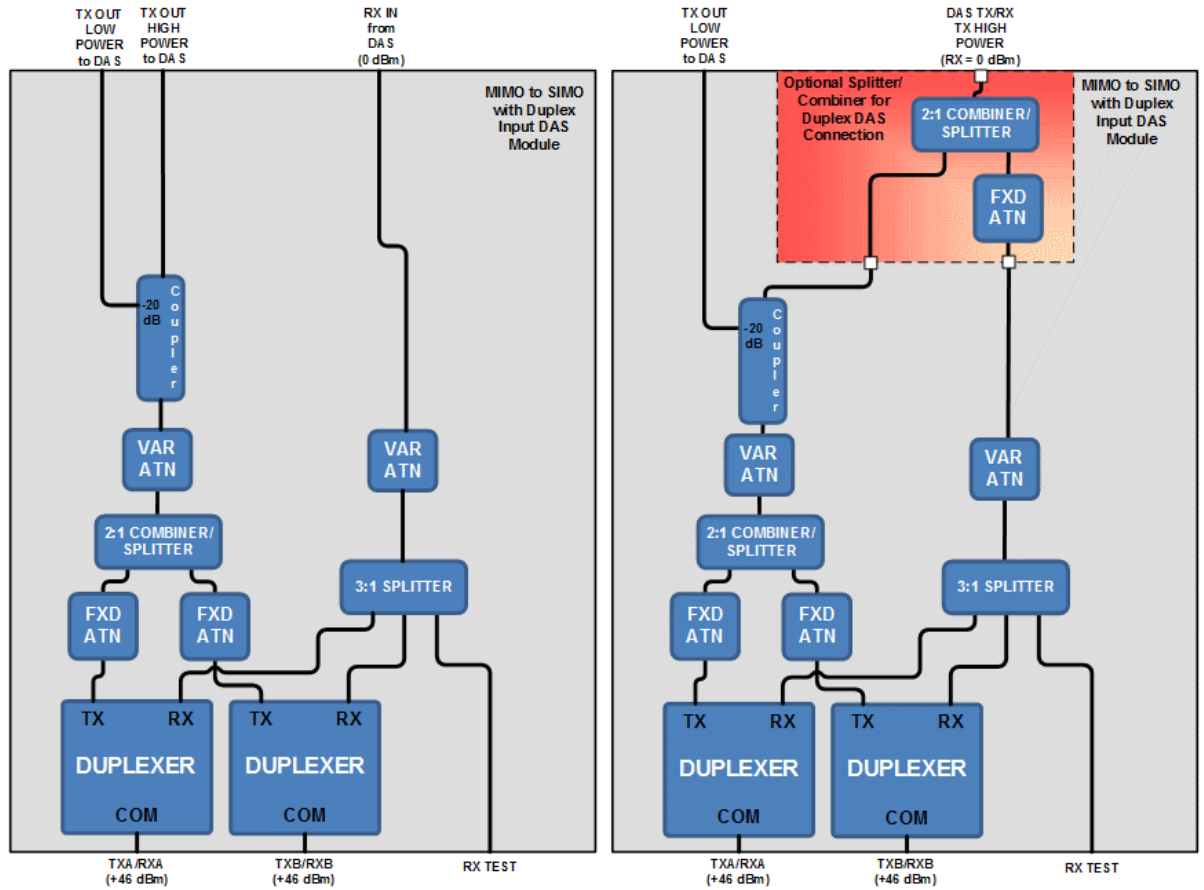 TX OUT
LOW
POWER
to DAS
TX OUT
HIGH
POWER
to DAS
RX IN
from
DAS
(0 dBm)
MIMO to SIMO
with Duplex
Input DAS
Module
-20
dB
Coupler
VAR
ATN
VAR
ATN
2:1 COMBINER/
SPLITTER
3:1 SPLITTER
FXD
ATN
FXD
ATN
TX
RX
DUPLEXER
COM
TX
RX
DUPLEXER
COM
TXA/RXA
(+46 dBm)
TXB/RXB
(+46 dBm)
RX TEST
TX OUT
LOW
POWER
to DAS
DAS TX/RX
TX HIGH
POWER
(RX = 0 dBm)
Optional Splitter/
Combiner for
Duplex DAS
Connection
2:1 COMBINER/
SPLITTER
FXD
ATN
MIMO to SIMO
with Duplex
Input DAS
Module
-20
dB
Coupler
VAR
ATN
VAR
ATN
2:1 COMBINER/
SPLITTER
3:1 SPLITTER
FXD
ATN
FXD
ATN
TX
RX
DUPLEXER
COM
TX
RX
DUPLEXER
COM
TXA/RXA
(+46 dBm)
TXB/RXB
(+46 dBm)
RX TEST